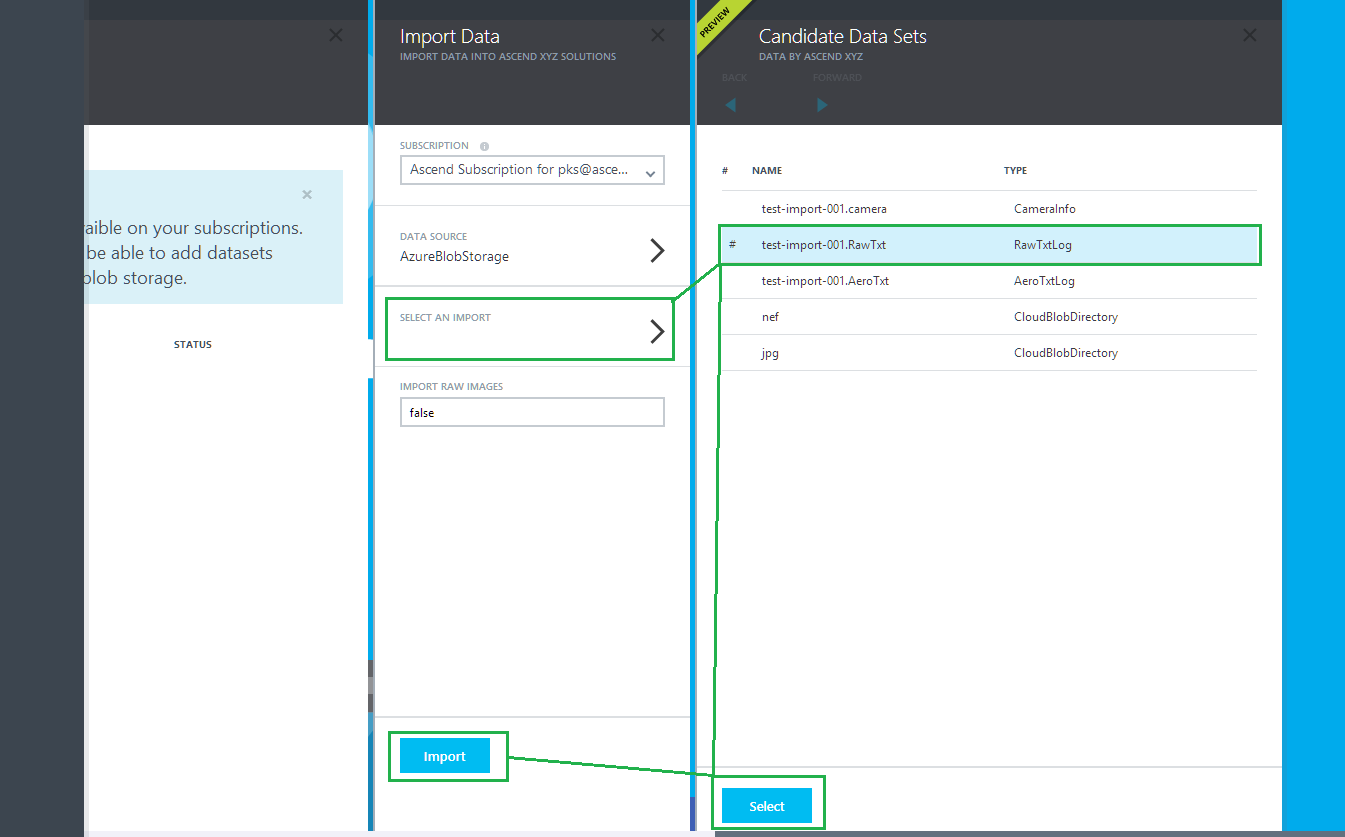 aible on your subscriptions.
be able to add datasets
blob storage.
STATUS
Import Data
IMPORT DATA INTO ASCEND XYZ SOLUTIONS
SUBSCRIPTION
Ascend Subscription for pks@asce...
DATA SOURCE
AzureBlobStorage
SELECT AN IMPORT
IMPORT RAW IMAGES
false
Import
PREVIEW
Candidate Data Sets
DATA BY ASCEND XYZ
BACK FORWARD
# NAME TYPE
test-import-001.camera CameraInfo
# test-import-001.RawTxt RawTxtLog
test-import-001.AeroTxt AeroTxtLog
nef CloudBlobDirectory
jpg CloudBlobDirectory
Select